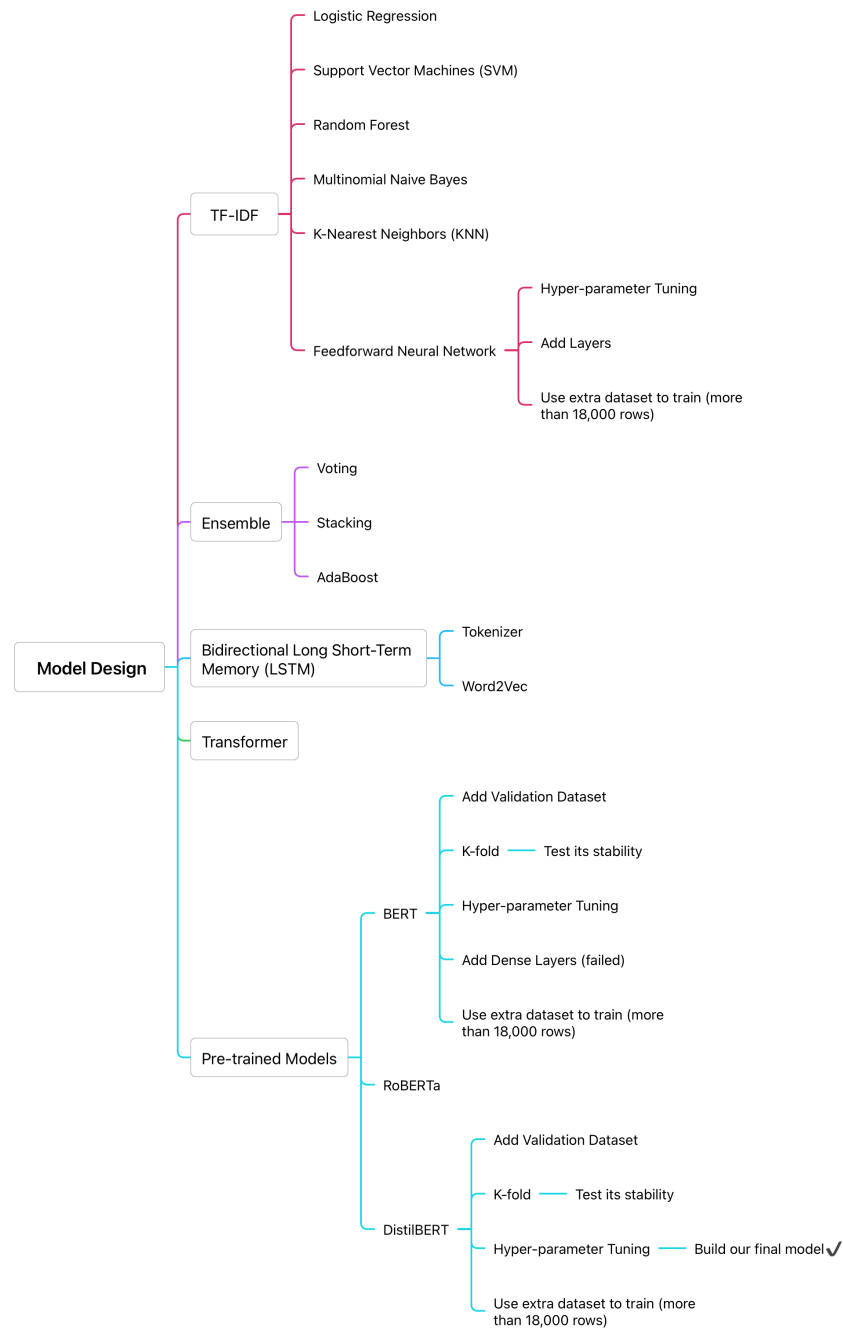 Model Design
TF-IDF
Logistic Regression
Support Vector Machines (SVM)
Random Forest
Multinomial Naive Bayes
K-Nearest Neighbors (KNN)
Feedforward Neural Network
Hyper-parameter Tuning
Add Layers
Use extra dataset to train (more
than 18,000 rows)
Ensemble
Voting
Stacking
AdaBoost
Bidirectional Long Short-Term
Memory (LSTM)
Tokenizer
Word2Vec
Transformer
Pre-trained Models
BERT
Add Validation Dataset
K-fold
Test its stability
Hyper-parameter Tuning
Add Dense Layers (failed)
Use extra dataset to train (more
than 18,000 rows)
RoBERTa
DistilBERT
Add Validation Dataset
K-fold
Test its stability
Hyper-parameter Tuning
Build our final model✔
Use extra dataset to train (more
than 18,000 rows)